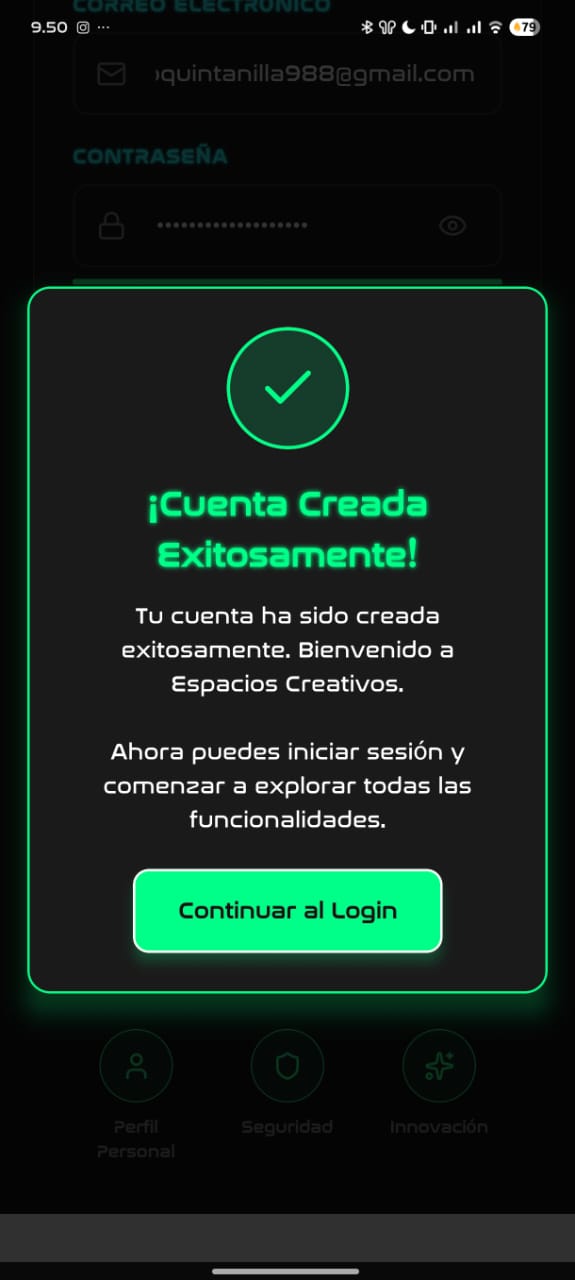 CORREO ELECTRÓNICO
9.50
79
quintanilla988@gmail.com
CONTRASEÑA
¡Cuenta Creada
Exitosamente!
Tu cuenta ha sido creada
exitosamente. Bienvenido a
Espacios Creativos.
Ahora puedes iniciar sesión y
comenzar a explorar todas las
funcionalidades.
Continuar al Login
Perfil
Personal
Seguridad
Innovación